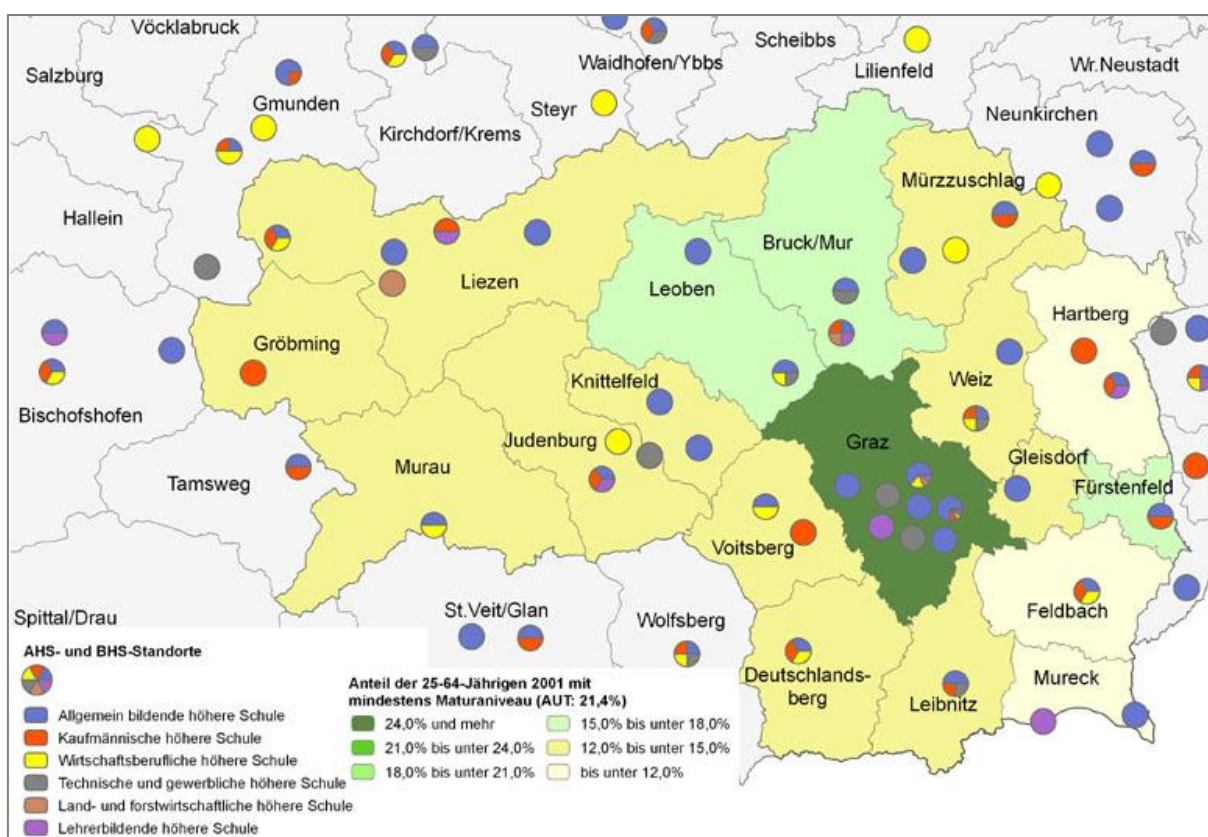 Vöcklabruck
Scheibbs
Salzburg
Waidhofen/Ybbs
Lilienfeld
Wr.Neustadt
Gmunden
Steyr
Neunkirchen
Kirchdorf/Krems
Mürzzuschlag
Hallein
Bruck/Mur
Liezen
Leoben
Hartberg
Gröbming
Knittelfeld
Weiz
Bischofshofen
Judenburg
Graz
Murau
Gleisdorf
Tamsweg
Fürstenfeld
Voitsberg
Spittal/Drau
St.Veit/Glan
Wolfsberg
Feldbach
Deutschlands-
berg
Leibnitz
Mureck
AHS- und BHS-Standorte
Allgemein bildende höhere Schule
Kaufmännische höhere Schule
Wirtschaftsberufliche höhere Schule
Technische und gewerbliche höhere Schule
Land- und forstwirtschaftliche höhere Schule
Lehrerbildende höhere Schule
Anteil der 25-64-Jährigen 2001 mit
mindestens Maturaniveau (AUT: 21,4%)
24,0% und mehr
21,0% bis unter 24,0%
18,0% bis unter 21,0%
15,0% bis unter 18,0%
12,0% bis unter 15,0%
bis unter 12,0%